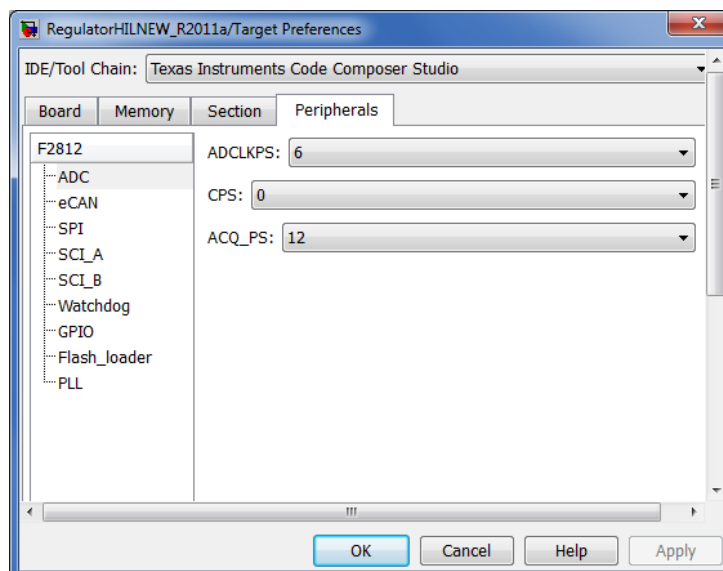 RegulatorHILNEW_R2011a/Target Preferences
IDE/Tool Chain: Texas Instruments Code Composer Studio
Board Memory Section Peripherals
F2812
ADC
eCAN
SPI
SCI_A
SCI_B
Watchdog
GPIO
Flash_loader
PLL
ADCLKPS: 6
CPS: 0
ACQ_PS: 12
OK Cancel Help Apply